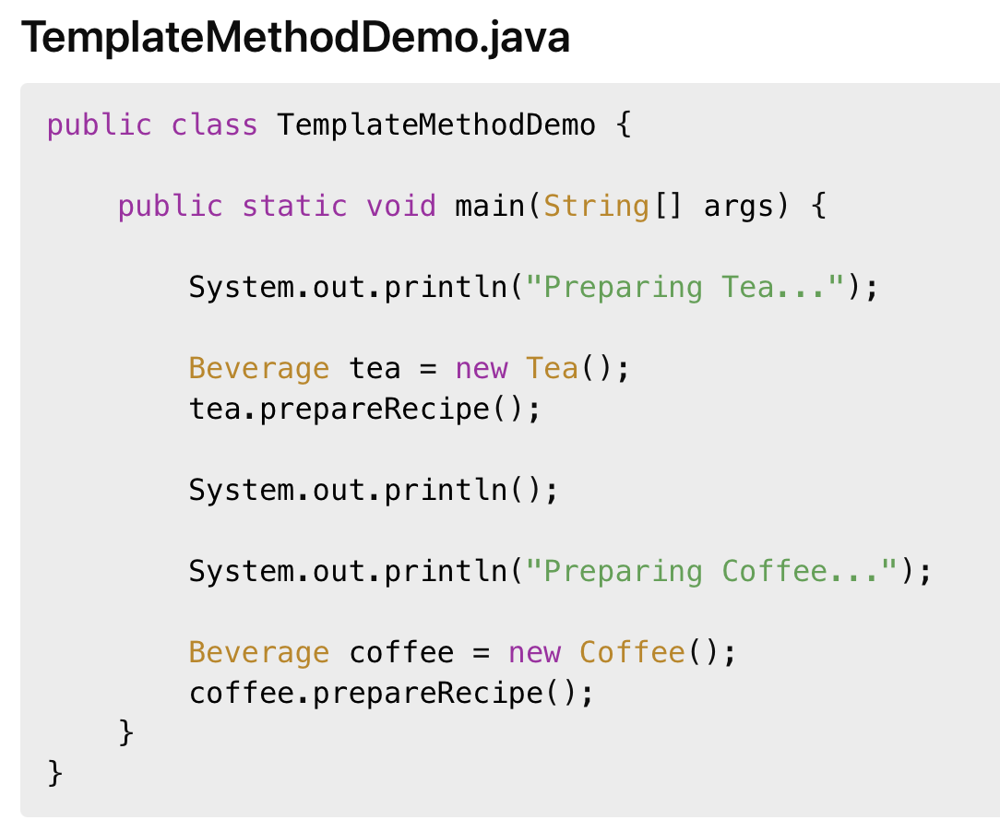 TemplateMethodDemo.java
public class TemplateMethodDemo {
    public static void main(String[] args) {
        System.out.println("Preparing Tea...");
        Beverage tea = new Tea();
        tea.prepareRecipe();
        System.out.println();
        System.out.println("Preparing Coffee...");
        Beverage coffee = new Coffee();
        coffee.prepareRecipe();
    }
}